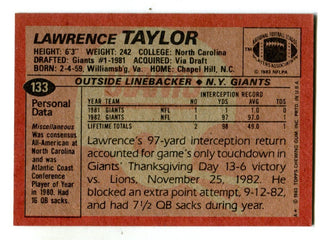 LAWRENCE TAYLOR
HEIGHT: 6'3" WEIGHT: 242 COLLEGE: North Carolina
DRAFTED: Giants #1-1981 ACQUIRED: Via Draft
BORN: 2-4-59, Williamsb'g, Va. HOME: Chapel Hill, N.C.
© 1983 NFLPA
133
OUTSIDE LINEBACKER ★ N.Y. GIANTS
Personal
Data
Miscellaneous
Was consensus
All-American at
North Carolina
and was
Atlantic Coast
Conference
Player of Year
in 1980. Had
16 QB sacks.
INTERCEPTION RECORD
YEAR CLUB LEA NO. YDS AVG. TD
1981 GIANTS NFL 1 1 1.0 0
1982 GIANTS NFL 1 97 97.0 1
LIFETIME TOTALS 2 98 49.0 1
Lawrence's 97-yard interception return
accounted for game's only touchdown in
Giants' Thanksgiving Day 13-6 victory
vs. Lions, November 25, 1982. He
blocked an extra point attempt, 9-12-82,
and had 7½ QB sacks during year.